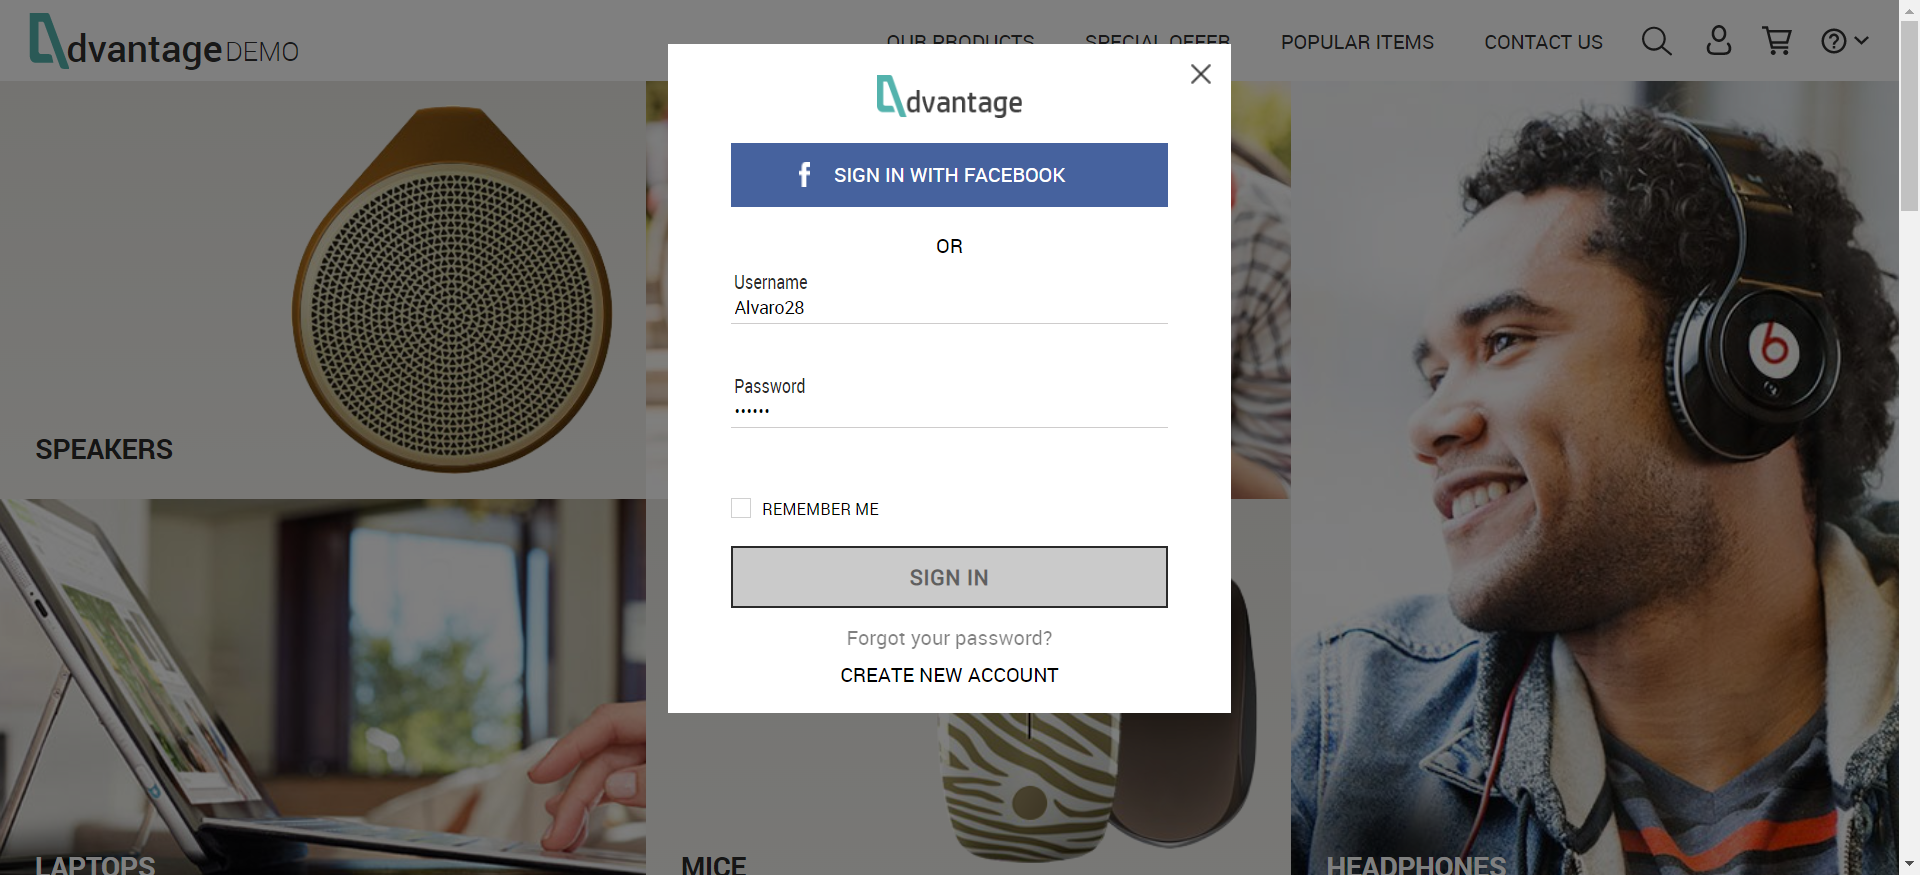 dvantage DEMO
OUR PRODUCTS SPECIAL OFFER POPULAR ITEMS CONTACT US
dvantage
SIGN IN WITH FACEBOOK
OR
Username
Alvaro28
Password
••••••
REMEMBER ME
SIGN IN
Forgot your password?
CREATE NEW ACCOUNT
SPEAKERS
LAPTOPS
MICE
HEADPHONES